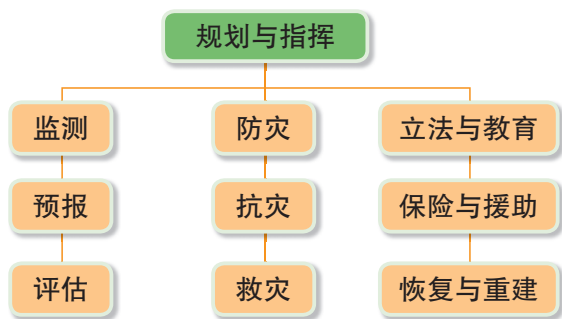 规划与指挥
监测
防灾
立法与教育
预报
抗灾
保险与援助
评估
救灾
恢复与重建